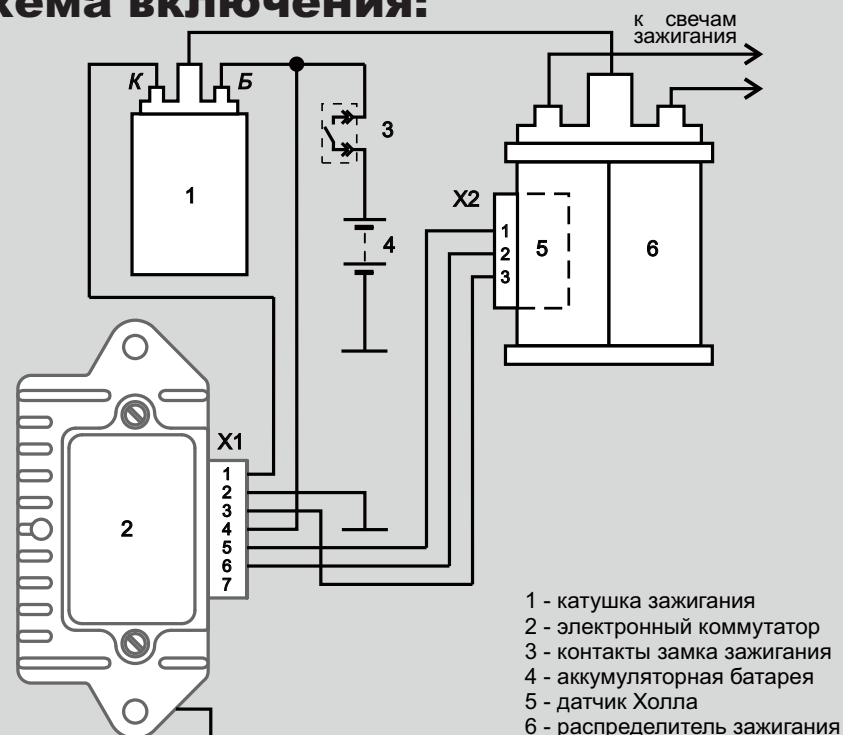 хема включения:
к свечам
зажигания
К
Б
1
3
4
X2
1
2
3
5
6
X1
1
2
3
4
5
6
7
2
1 - катушка зажигания
2 - электронный коммутатор
3 - контакты замка зажигания
4 - аккумуляторная батарея
5 - датчик Холла
6 - распределитель зажигания